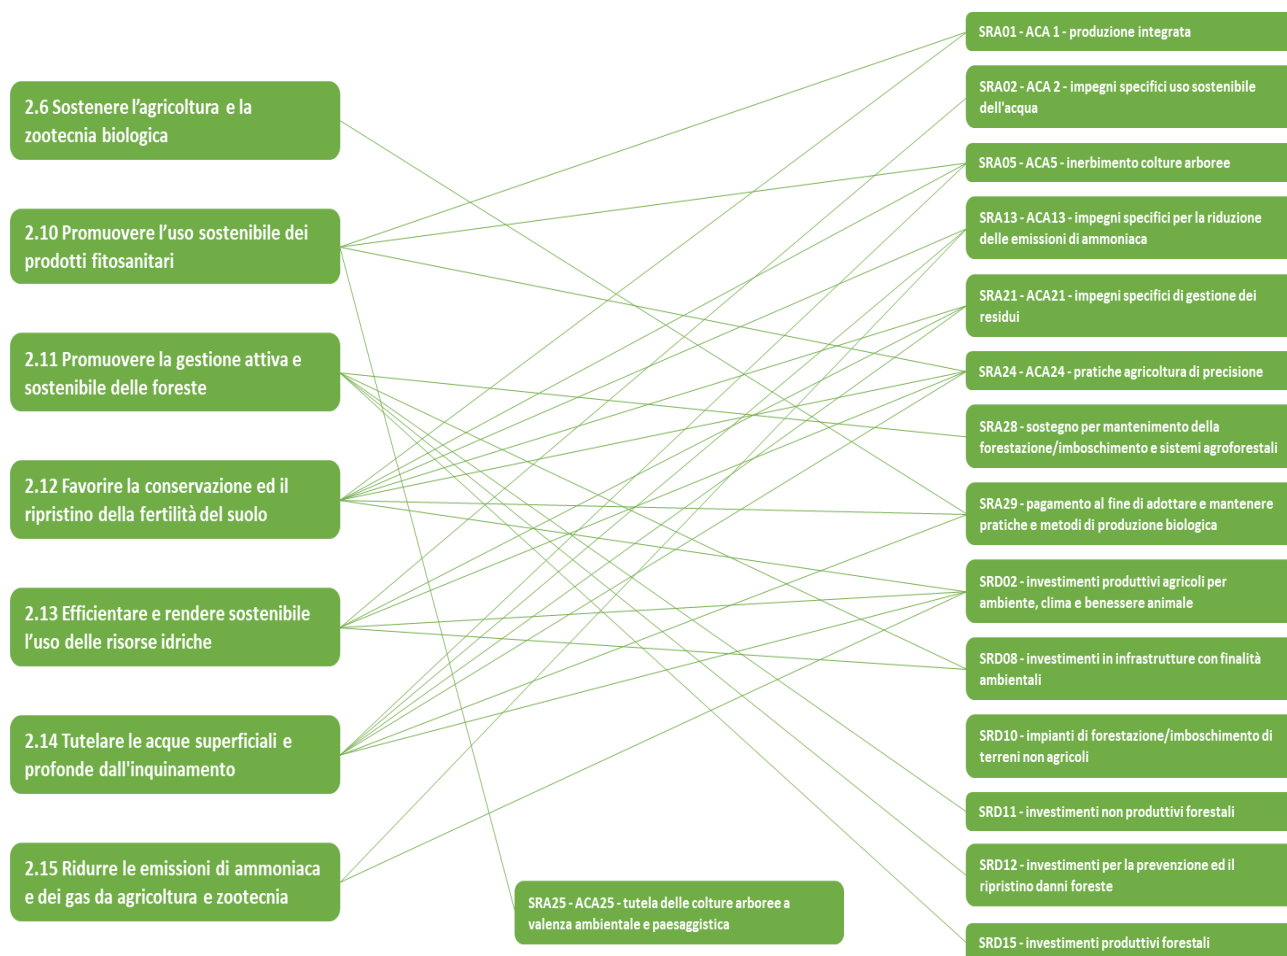 2.6 Sostenere l'agricoltura e la
zootecnia biologica
2.10 Promuovere l'uso sostenibile dei
prodotti fitosanitari
2.11 Promuovere la gestione attiva e
sostenibile delle foreste
2.12 Favorire la conservazione ed il
ripristino della fertilità del suolo
2.13 Efficientare e rendere sostenibile
l'uso delle risorse idriche
2.14 Tutelare le acque superficiali e
profonde dall'inquinamento
2.15 Ridurre le emissioni di ammoniaca
e dei gas da agricoltura e zootecnia
SRA25 - ACA25 - tutela delle colture arboree a
valenza ambientale e paesaggistica
SRA01 - ACA 1 - produzione integrata
SRA02 - ACA 2 - impegni specifici uso sostenibile
dell'acqua
SRA05 - ACA5 - inerbimento colture arboree
SRA13 - ACA13 - impegni specifici per la riduzione
delle emissioni di ammoniaca
SRA21 - ACA21 - impegni specifici di gestione dei
residui
SRA24 - ACA24 - pratiche agricoltura di precisione
SRA28 - sostegno per mantenimento della
forestazione/imboschimento e sistemi agroforestali
SRA29 - pagamento al fine di adottare e mantenere
pratiche e metodi di produzione biologica
SRD02 - investimenti produttivi agricoli per
ambiente, clima e benessere animale
SRD08 - investimenti in infrastrutture con finalità
ambientali
SRD10 - impianti di forestazione/imboschimento di
terreni non agricoli
SRD11 - investimenti non produttivi forestali
SRD12 - investimenti per la prevenzione ed il
ripristino danni foreste
SRD15 - investimenti produttivi forestali